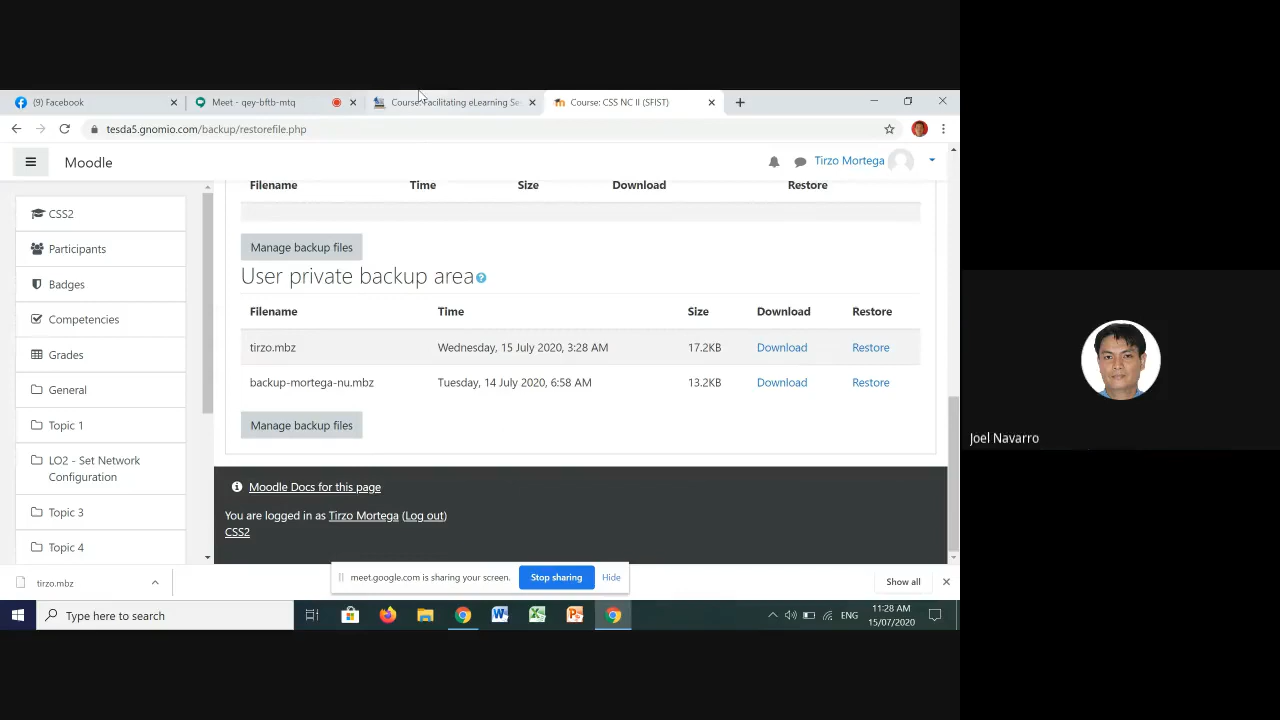 (9) Facebook
Meet - qey-bftb-mtq
Course: Facilitating eLearning Se
Course: CSS NC II (SFIST)
tesda5.gnomio.com/backup/restorefile.php
Moodle
Tirzo Mortega
Filename Time Size Download Restore
CSS2
Participants
Badges
Competencies
Grades
General
Topic 1
LO2 - Set Network
Configuration
Topic 3
Topic 4
Manage backup files
User private backup area
Filename Time Size Download Restore
tirzo.mbz Wednesday, 15 July 2020, 3:28 AM 17.2KB Download Restore
backup-mortega-nu.mbz Tuesday, 14 July 2020, 6:58 AM 13.2KB Download Restore
Manage backup files
Moodle Docs for this page
You are logged in as Tirzo Mortega (Log out)
CSS2
tirzo.mbz
meet.google.com is sharing your screen. Stop sharing Hide
Show all
Type here to search
ENG
11:28 AM
15/07/2020
Joel Navarro